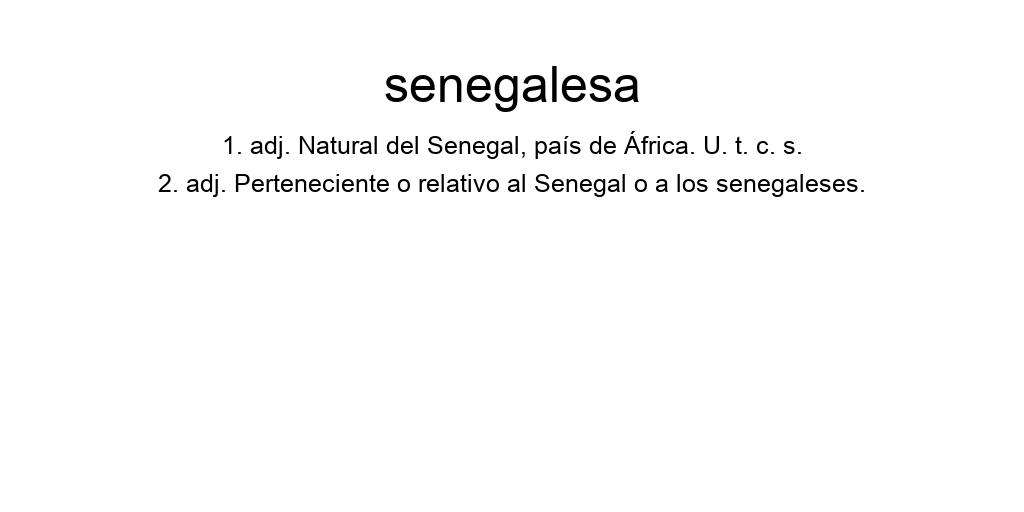 senegalesa
1. adj. Natural del Senegal, país de África. U. t. c. s.
2. adj. Perteneciente o relativo al Senegal o a los senegaleses.